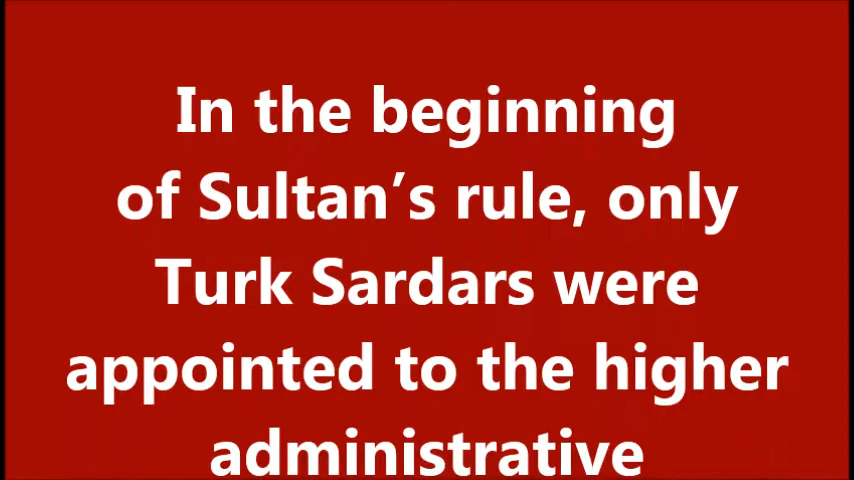 In the beginning
of Sultan’s rule, only
Turk Sardars were
appointed to the higher
administrative